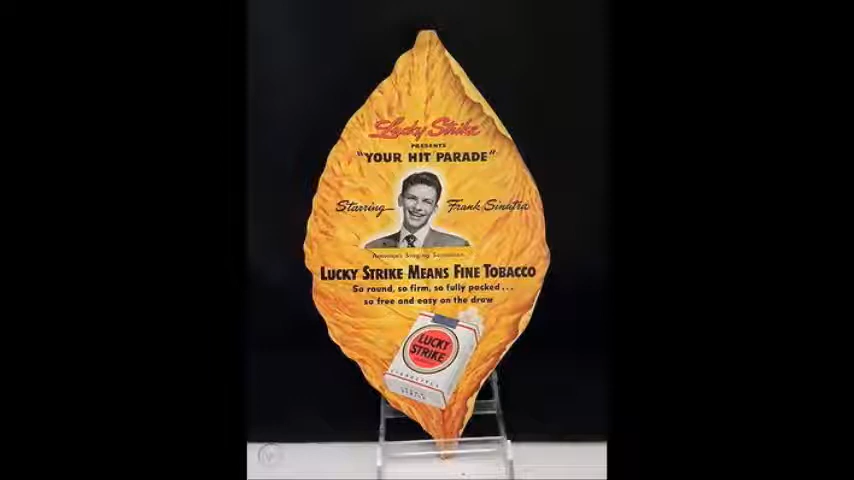 Lucky Strike
PRESENTS
"YOUR HIT PARADE"
Starring Frank Sinatra
America's Singing Sensation
LUCKY STRIKE MEANS FINE TOBACCO
So round, so firm, so fully packed...
so free and easy on the draw
LUCKY
STRIKE
CIGARETTES